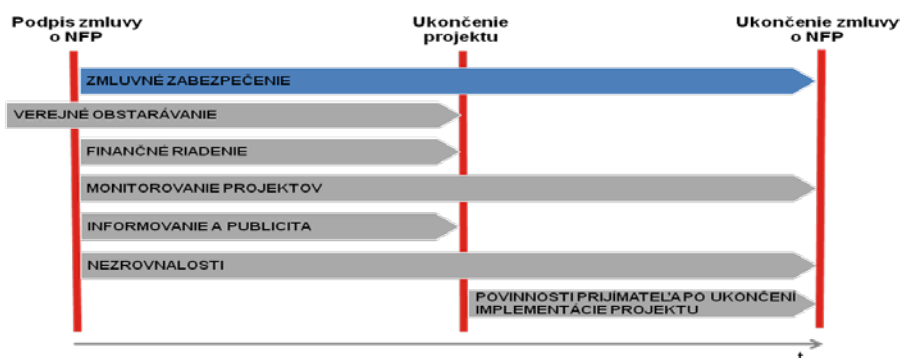 Podpis zmluvy
o NFP
Ukončenie
projektu
Ukončenie zmluvy
o NFP
ZMLUVNÉ ZABEZPEČENIE
VEREJNÉ OBSTARÁVANIE
FINANČNÉ RIADENIE
MONITOROVANIE PROJEKTOV
INFORMOVANIE A PUBLICITA
NEZROVNALOSTI
POVINNOSTI PRIJÍMATEĽA PO UKONČENÍ
IMPLEMENTÁCIE PROJEKTU
t